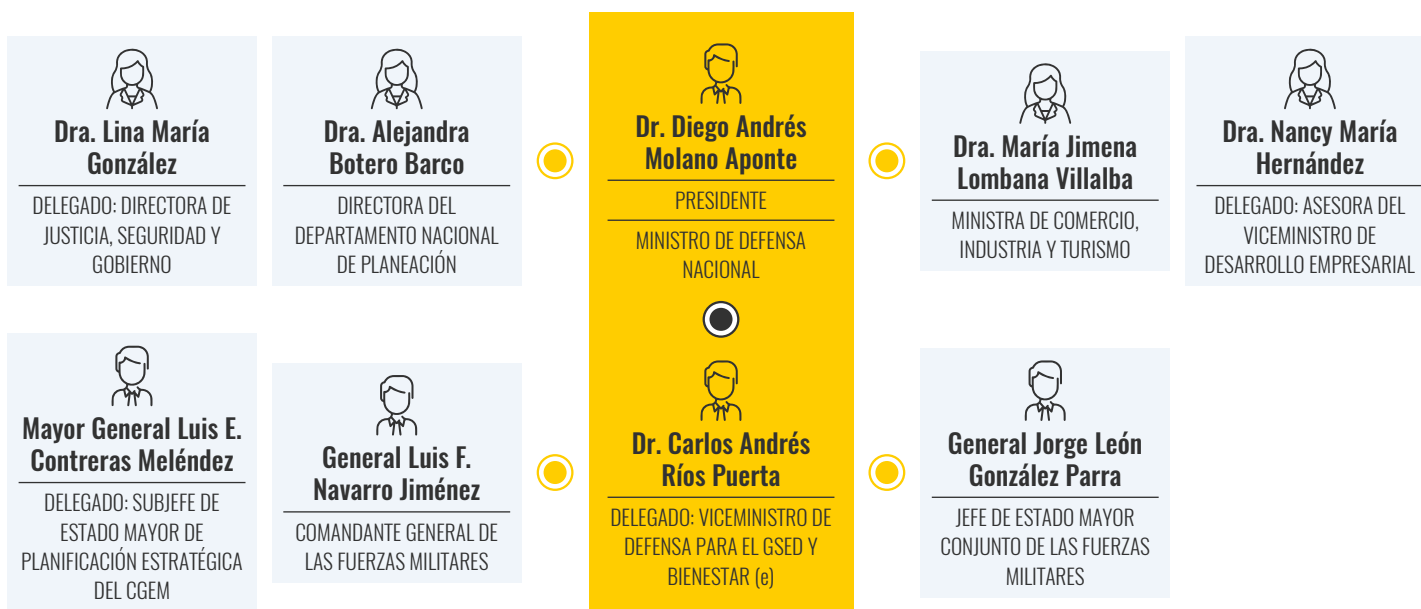 Dra. Lina María
González
DELEGADO: DIRECTORA DE
JUSTICIA, SEGURIDAD Y
GOBIERNO
Dra. Alejandra
Botero Barco
DIRECTORA DEL
DEPARTAMENTO NACIONAL
DE PLANEACIÓN
Dr. Diego Andrés
Molano Aponte
PRESIDENTE
MINISTRO DE DEFENSA
NACIONAL
Dra. María Jimena
Lombana Villalba
MINISTRA DE COMERCIO,
INDUSTRIA Y TURISMO
Dra. Nancy María
Hernández
DELEGADO: ASESORA DEL
VICEMINISTRO DE
DESARROLLO EMPRESARIAL
Mayor General Luis E.
Contreras Meléndez
DELEGADO: SUBJEFE DE
ESTADO MAYOR DE
PLANIFICACIÓN ESTRATÉGICA
DEL CGEM
General Luis F.
Navarro Jiménez
COMANDANTE GENERAL DE
LAS FUERZAS MILITARES
Dr. Carlos Andrés
Ríos Puerta
DELEGADO: VICEMINISTRO DE
DEFENSA PARA EL GSED Y
BIENESTAR (e)
General Jorge León
González Parra
JEFE DE ESTADO MAYOR
CONJUNTO DE LAS FUERZAS
MILITARES